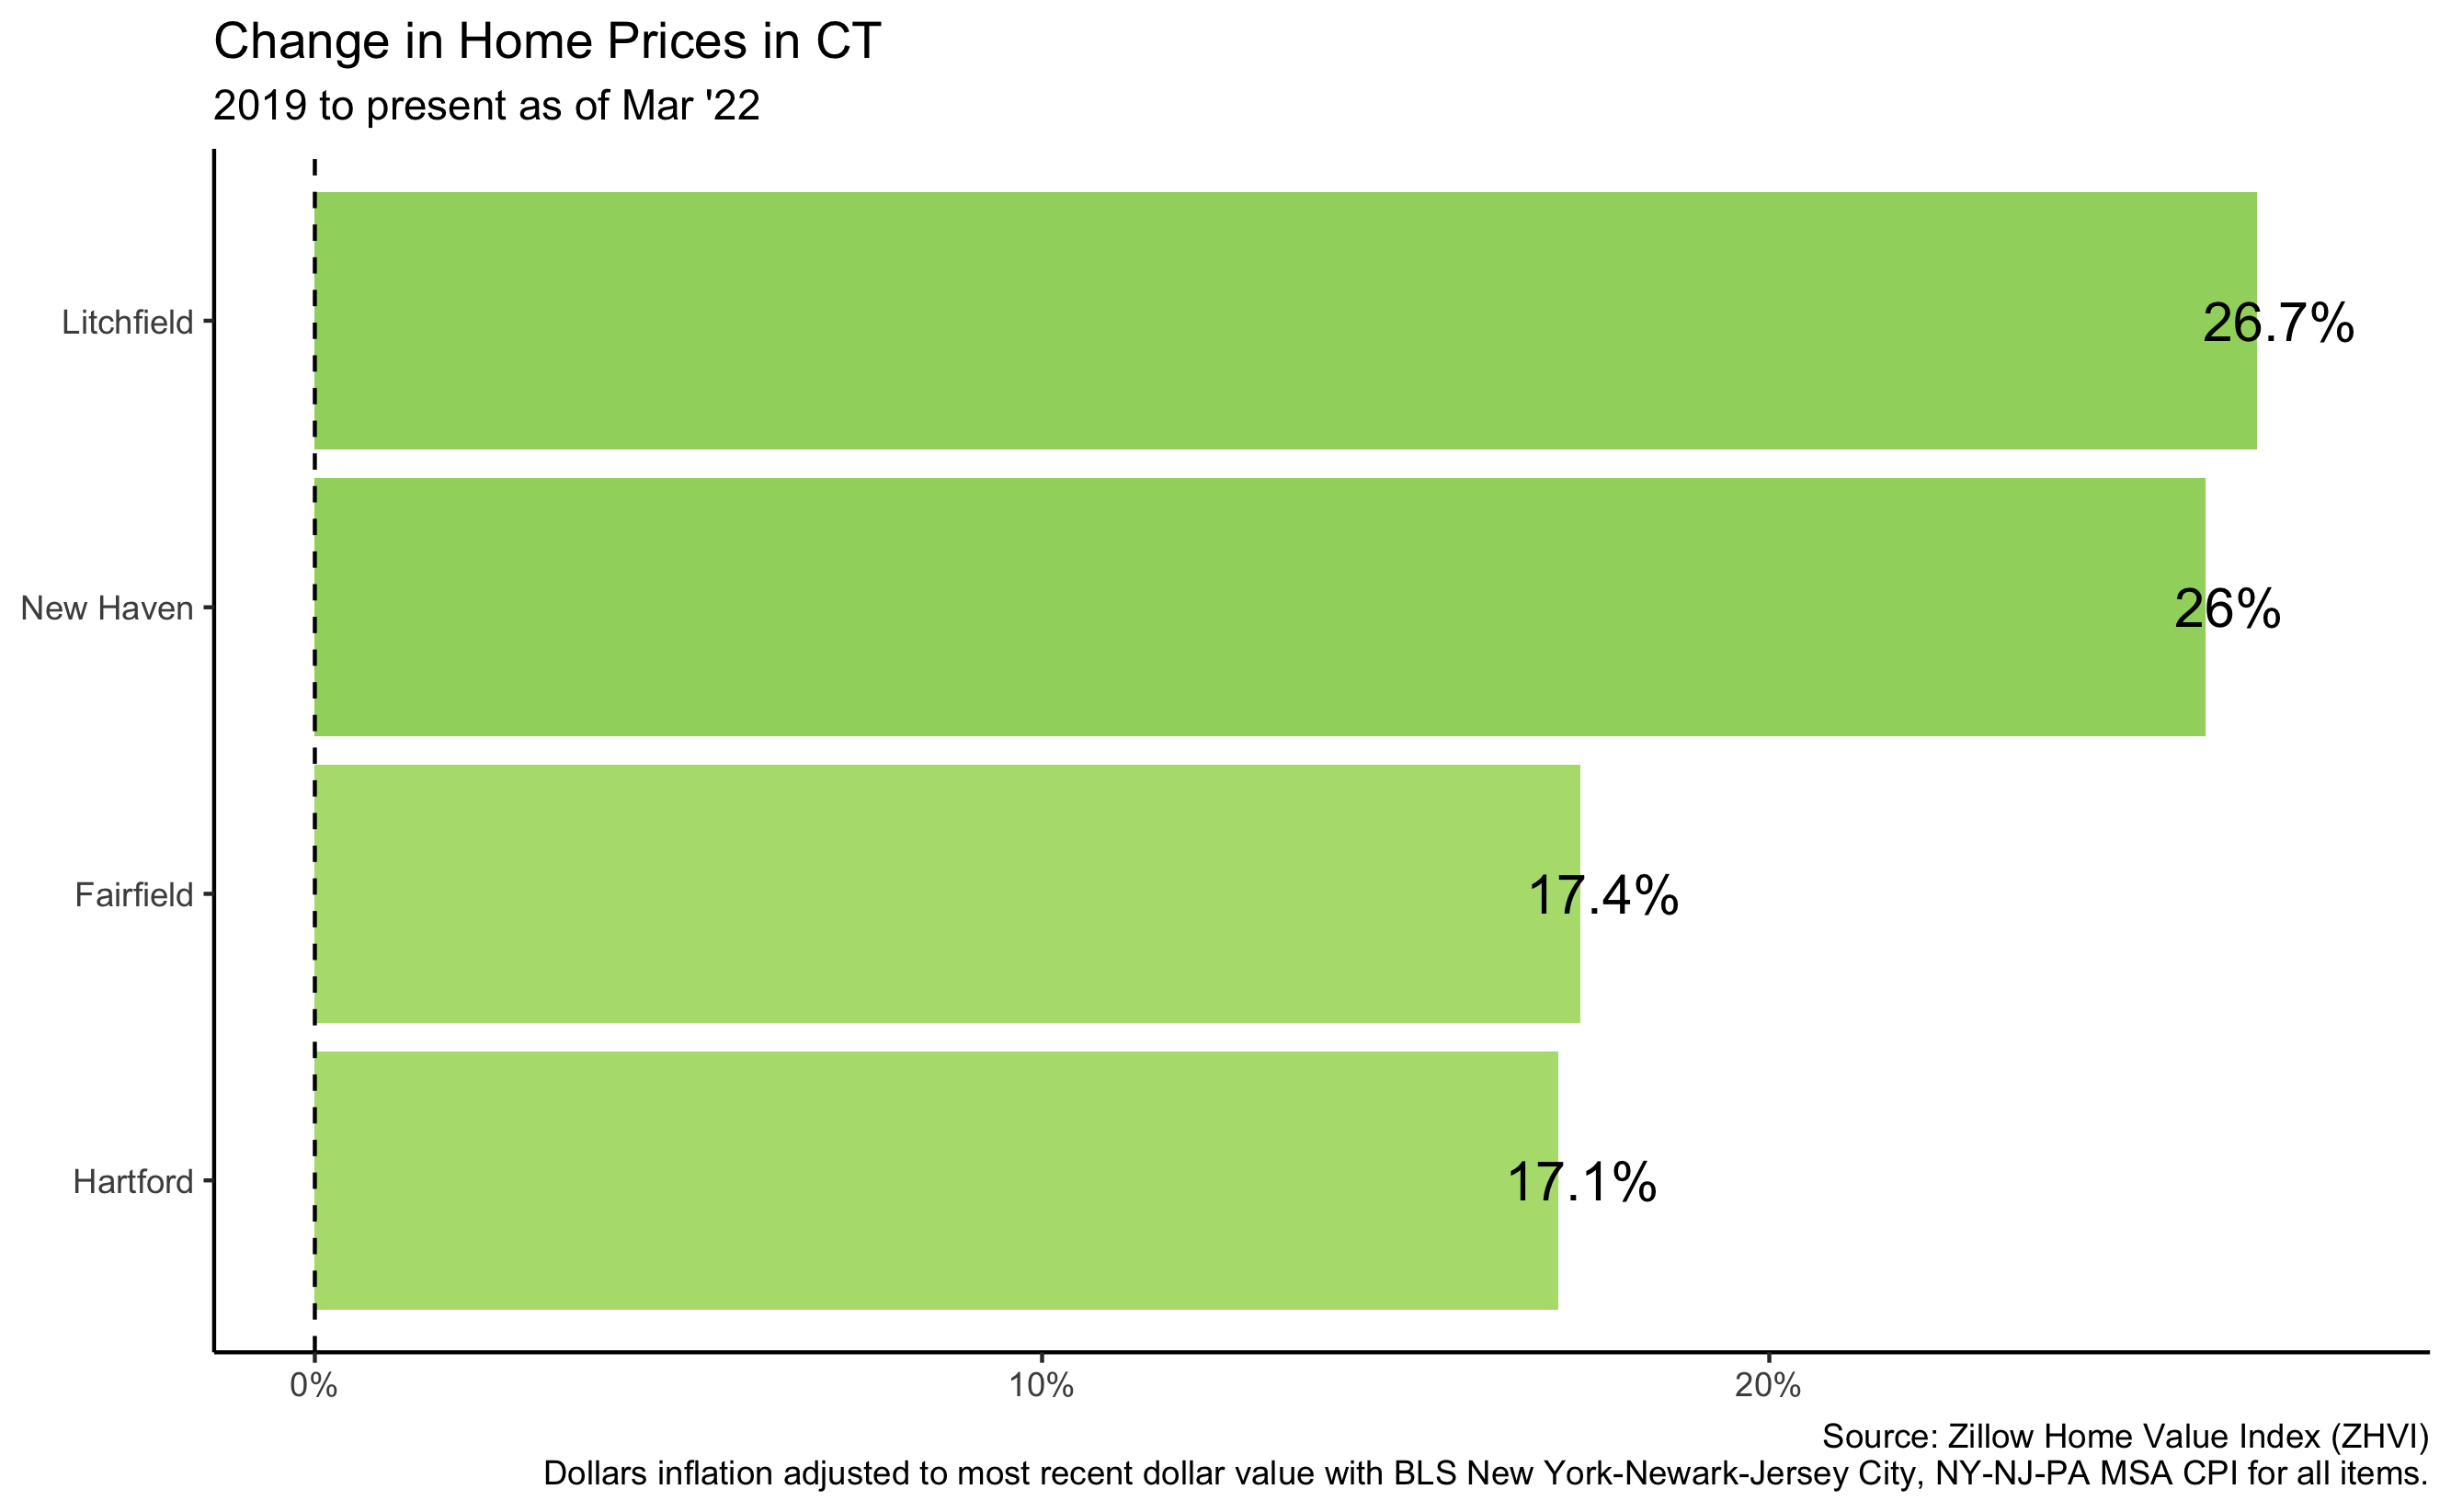 Change in Home Prices in CT
2019 to present as of Mar '22
Litchfield
26.7%
New Haven
26%
Fairfield
17.4%
Hartford
17.1%
0%
10%
20%
Source: Zillow Home Value Index (ZHVI)
Dollars inflation adjusted to most recent dollar value with BLS New York-Newark-Jersey City, NY-NJ-PA MSA CPI for all items.